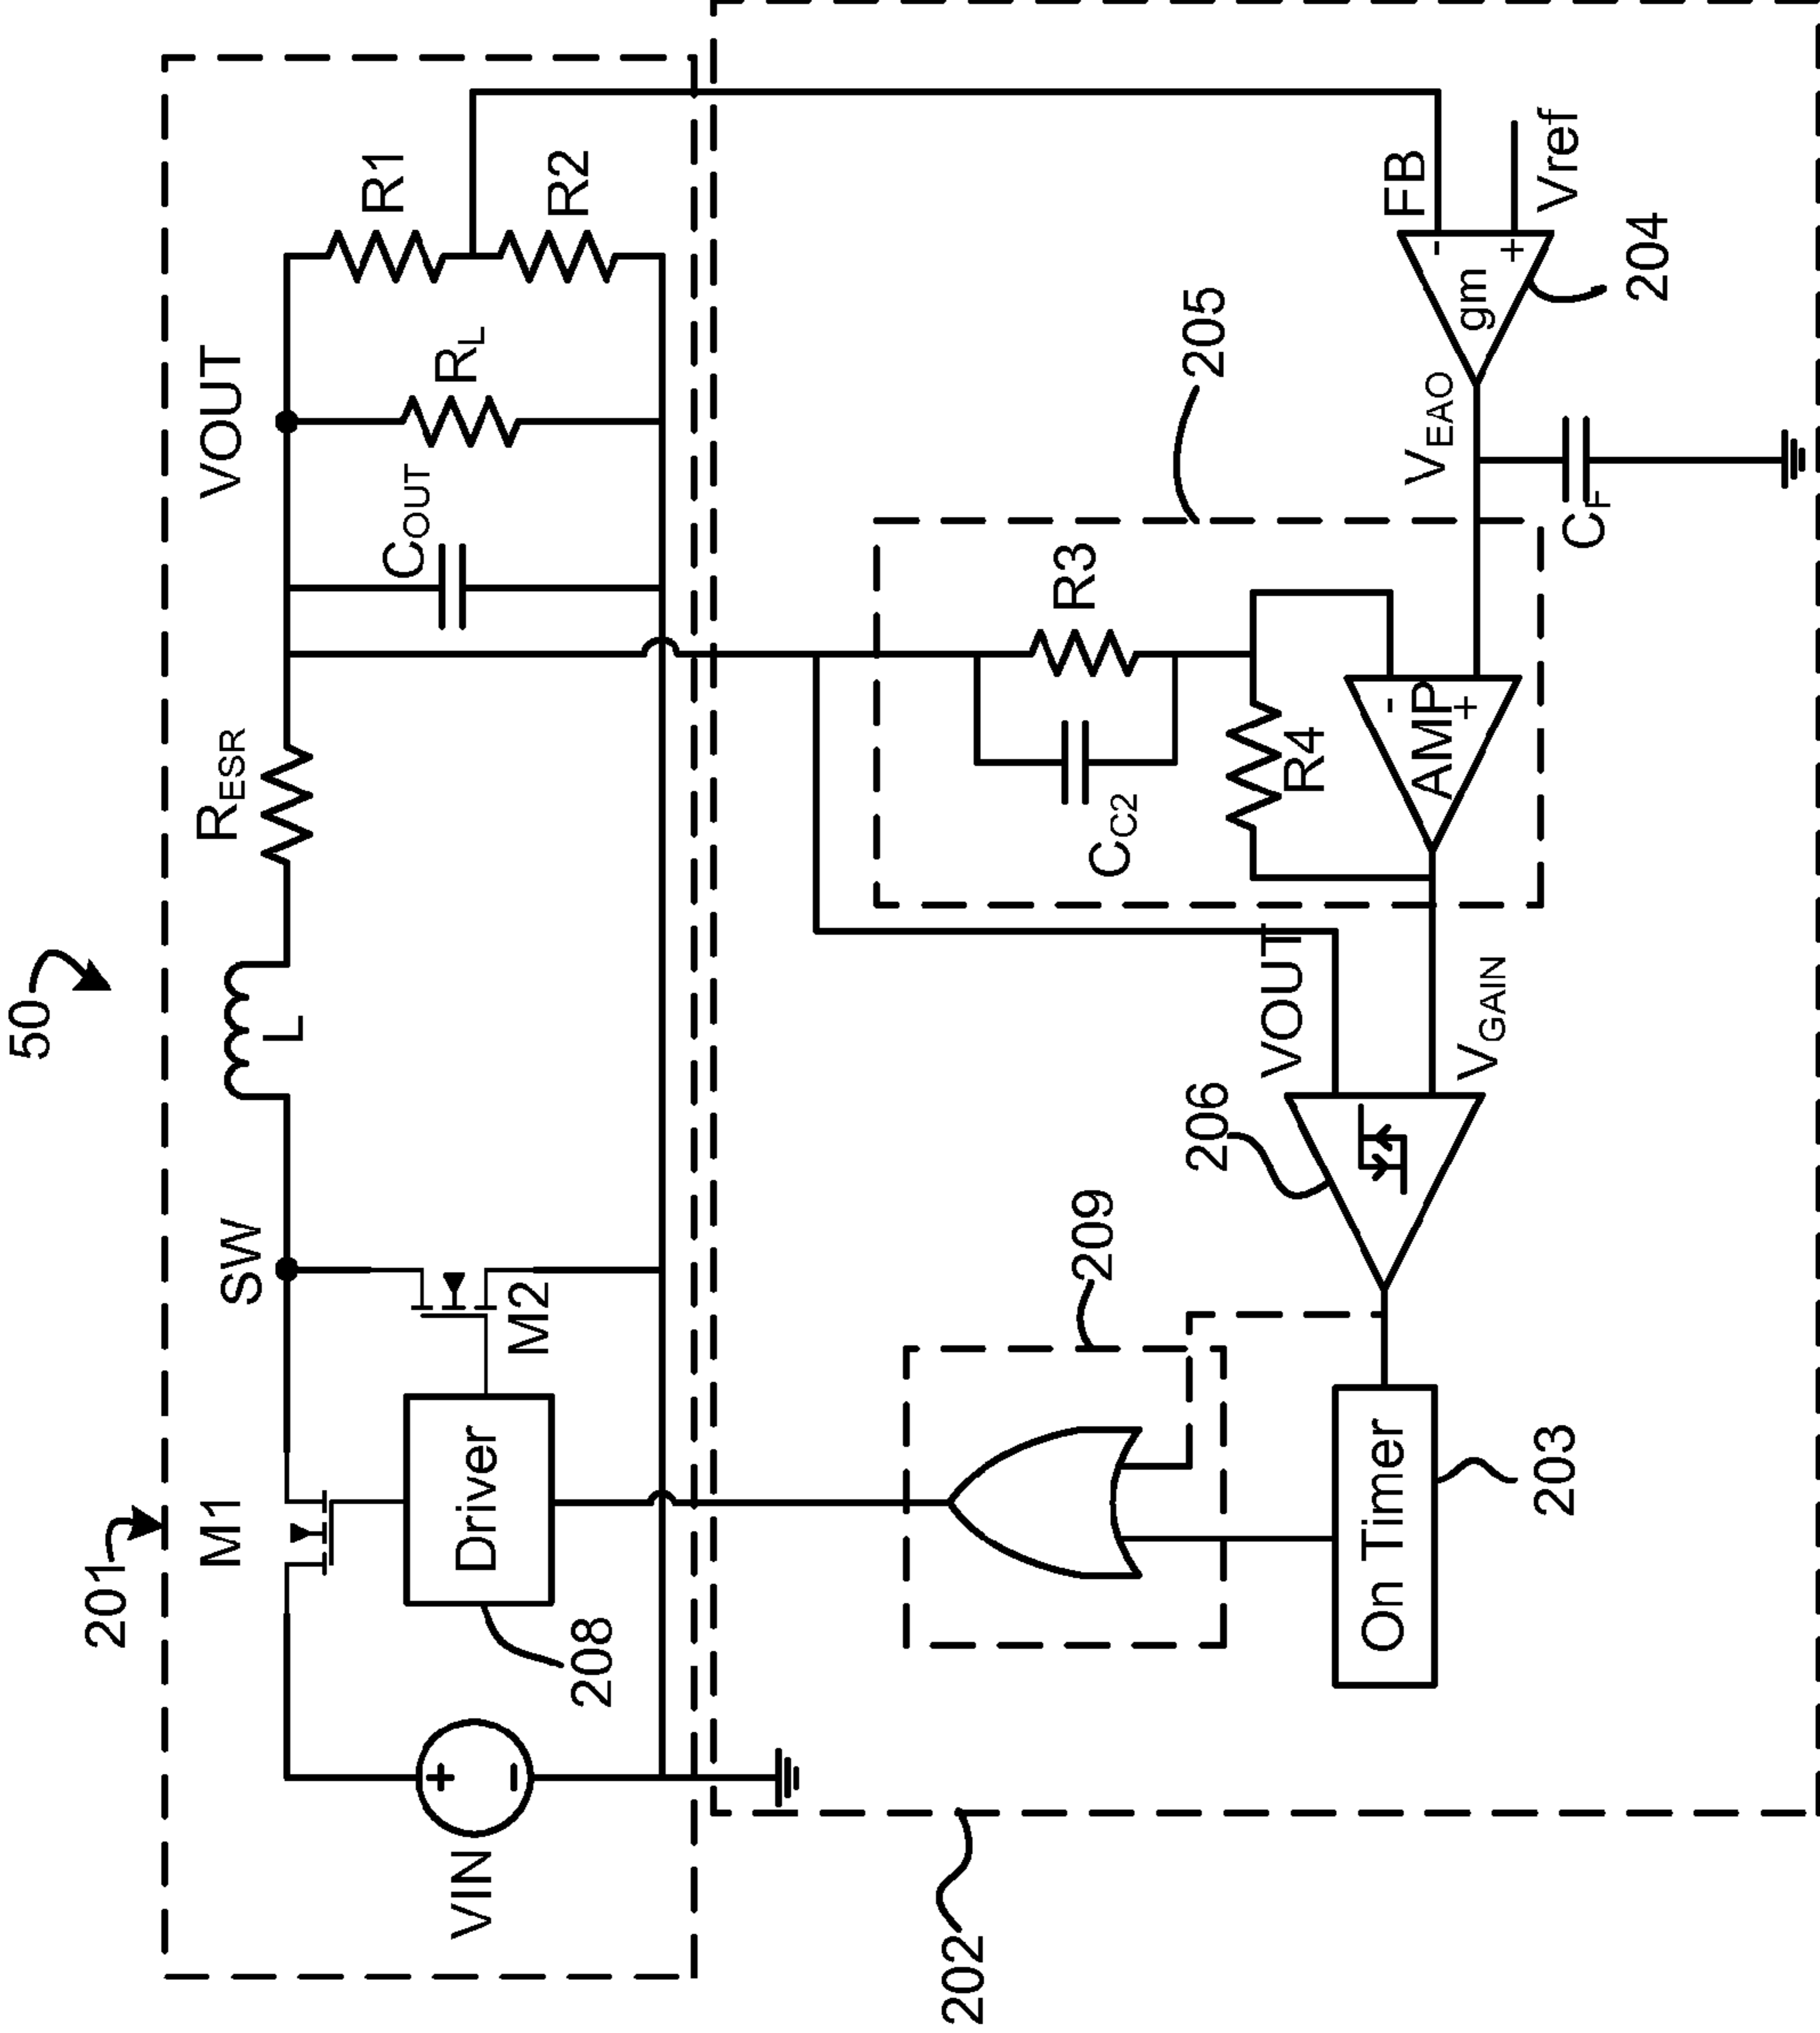 50
201
M1
SW
L
RESR
VOUT
COUT
RL
R1
R2
VIN
+
-
208
Driver
M2
202
209
206
VOUT
VGAIN
205
CC2
R3
R4
AMP
-
+
VEAO
CF
FB
-
gm
+
Vref
204
On Timer
203